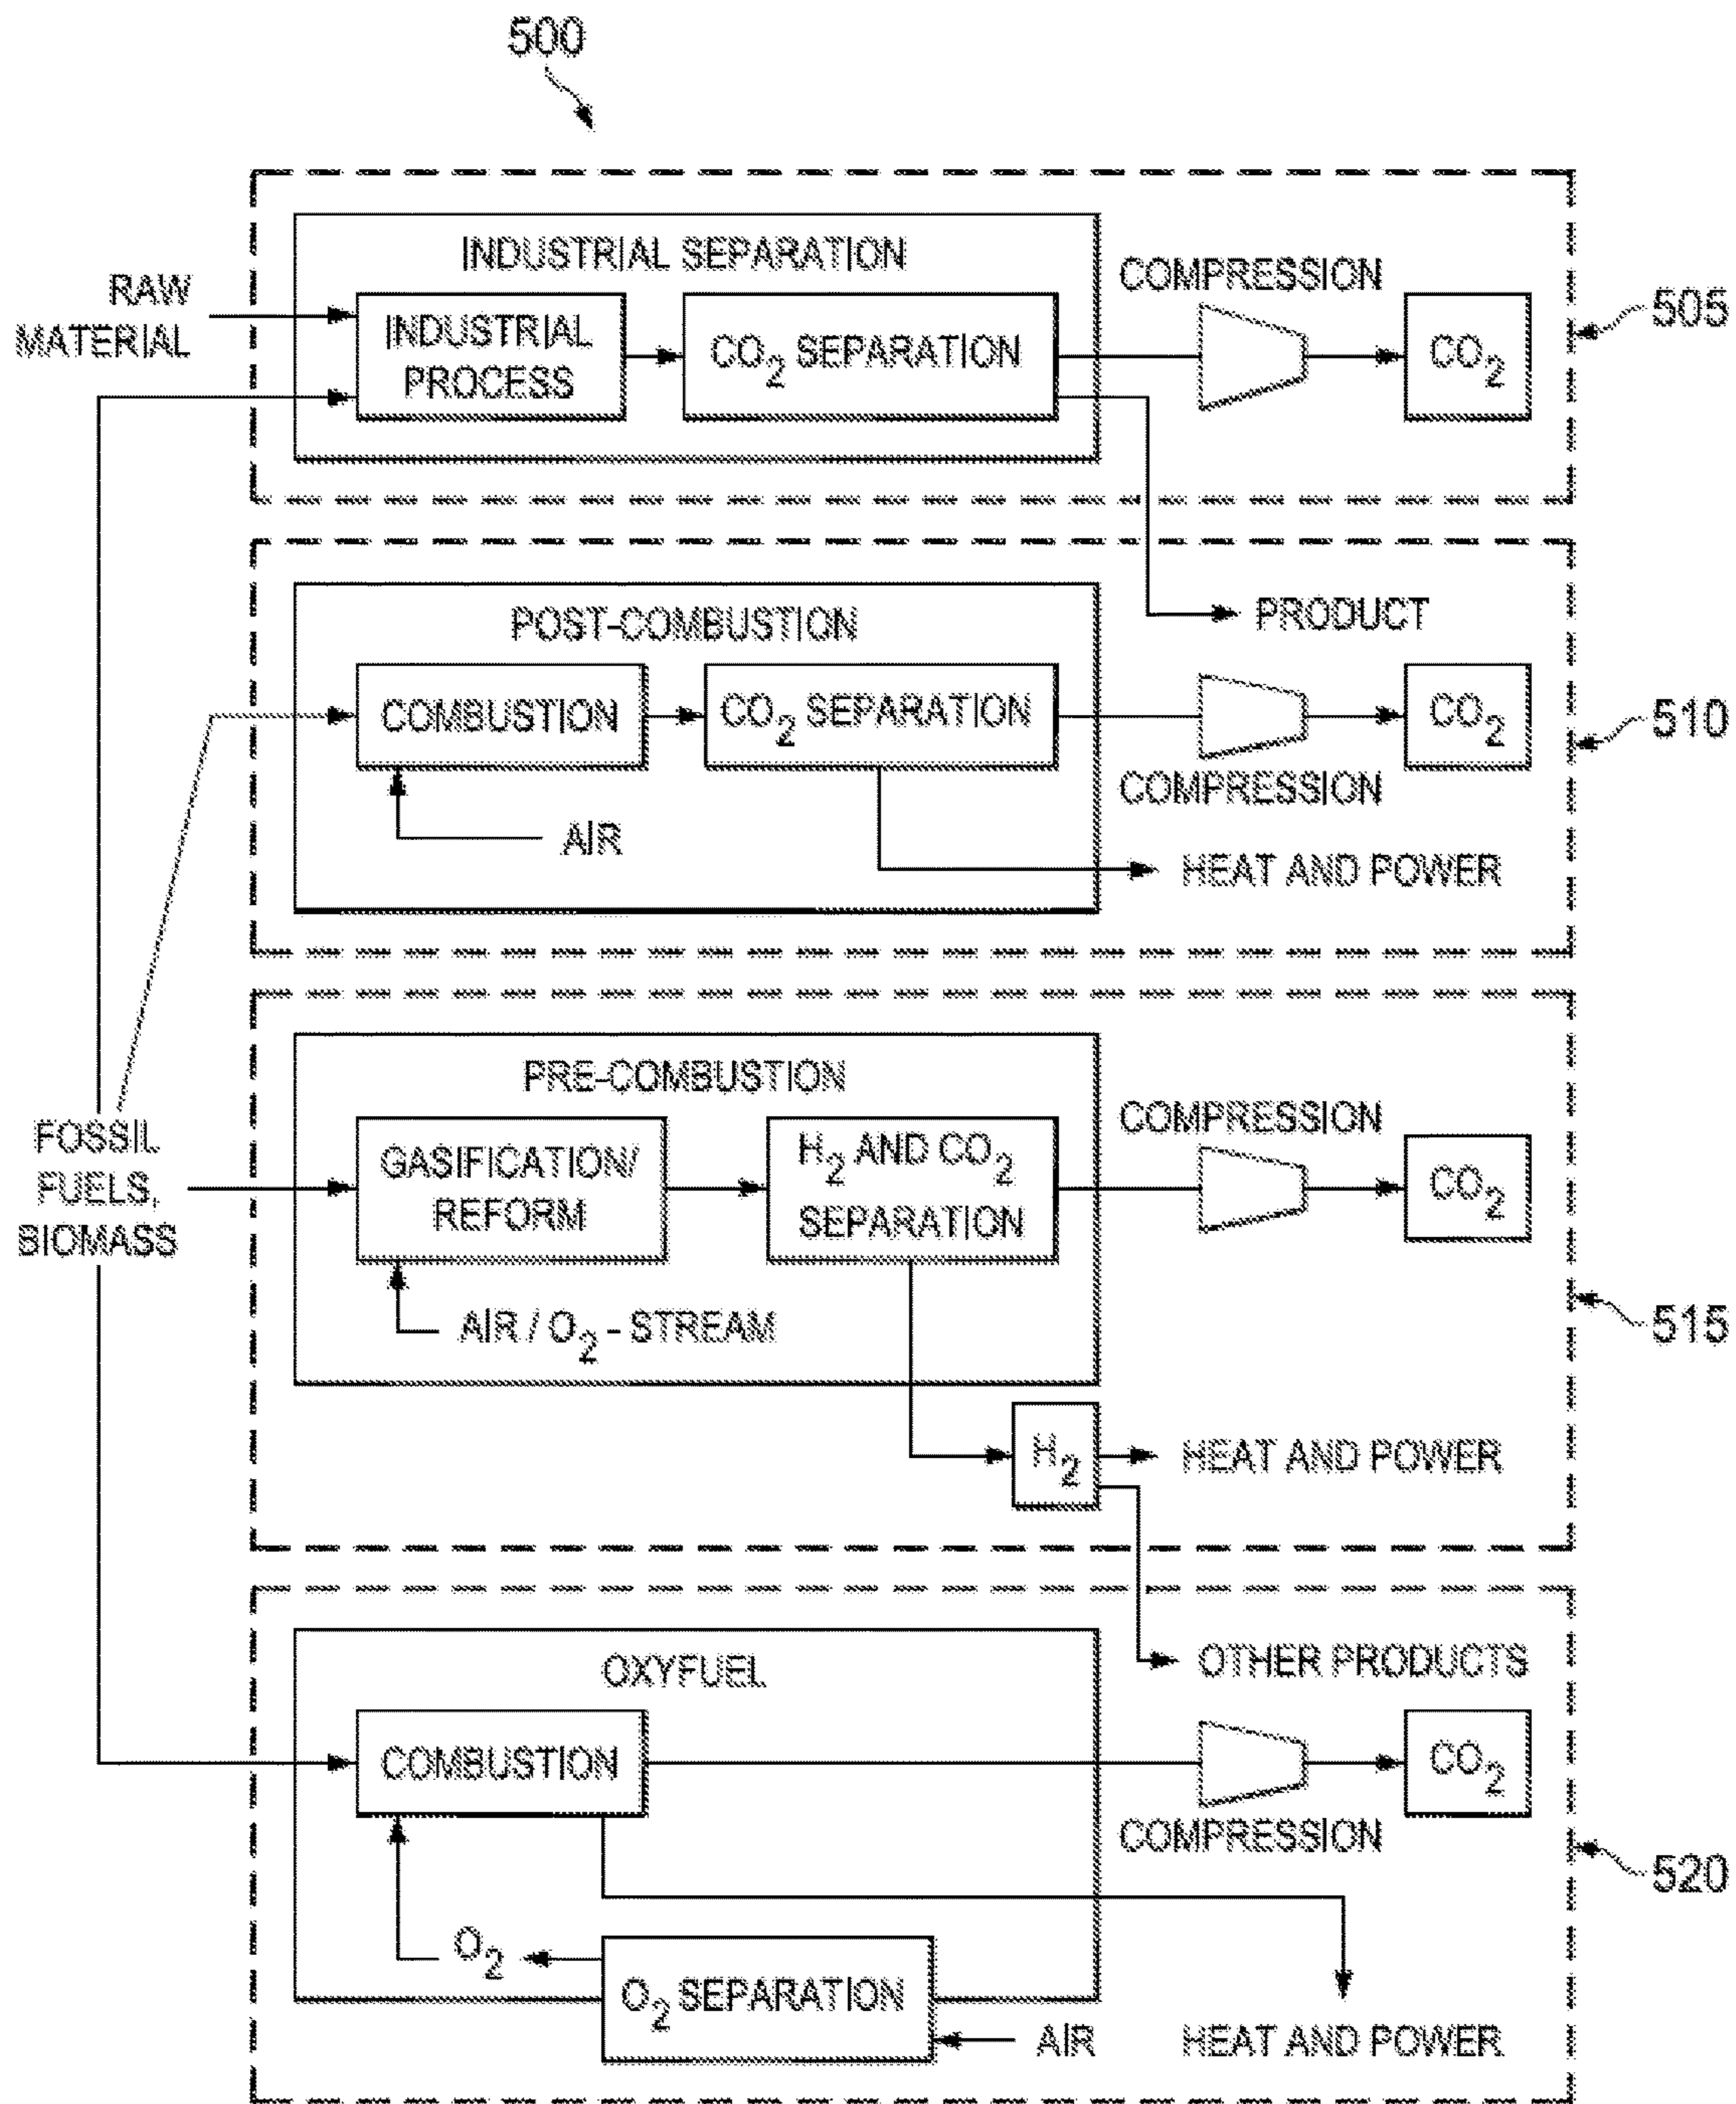 500
INDUSTRIAL SEPARATION
RAW
MATERIAL
INDUSTRIAL
PROCESS
CO₂ SEPARATION
COMPRESSION
CO₂
505
POST-COMBUSTION
PRODUCT
COMBUSTION
CO₂ SEPARATION
COMPRESSION
CO₂
510
AIR
HEAT AND POWER
PRE-COMBUSTION
FOSSIL
FUELS,
BIOMASS
GASIFICATION/
REFORM
H₂ AND CO₂
SEPARATION
COMPRESSION
CO₂
515
AIR / O₂ - STREAM
H₂
HEAT AND POWER
OTHER PRODUCTS
OXYFUEL
COMBUSTION
COMPRESSION
CO₂
520
O₂
O₂ SEPARATION
AIR
HEAT AND POWER